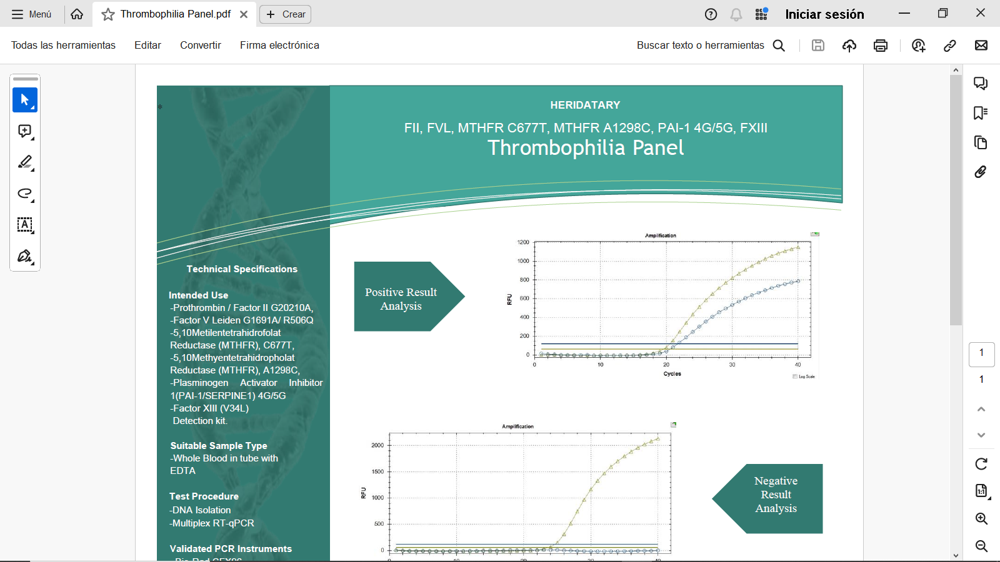 Menú
Thrombophilia Panel.pdf
Crear
Iniciar sesión
Todas las herramientas
Editar
Convertir
Firma electrónica
Buscar texto o herramientas
*
HERIDATARY
FII, FVL, MTHFR C677T, MTHFR A1298C, PAI-1 4G/5G, FXIII
Thrombophilia Panel
Technical Specifications
Intended Use
-Prothrombin / Factor II G20210A,
-Factor V Leiden G1691A/ R506Q
-5,10Metilentetrahidrofolat
Reductase (MTHFR), C677T,
-5,10Methyentetrahidropholat
Reductase (MTHFR), A1298C,
-Plasminogen Activator Inhibitor
1(PAI-1/SERPINE1) 4G/5G
-Factor XIII (V34L)
Detection kit.
Suitable Sample Type
-Whole Blood in tube with
EDTA
Test Procedure
-DNA Isolation
-Multiplex RT-qPCR
Validated PCR Instruments
Positive Result
Analysis
Amplification
1200
1000
800
600
400
200
0
RFU
0 10 20 30 40
Cycles
Log Scale
Amplification
2000
1500
1000
500
0
RFU
Negative
Result
Analysis
1
1
1:1